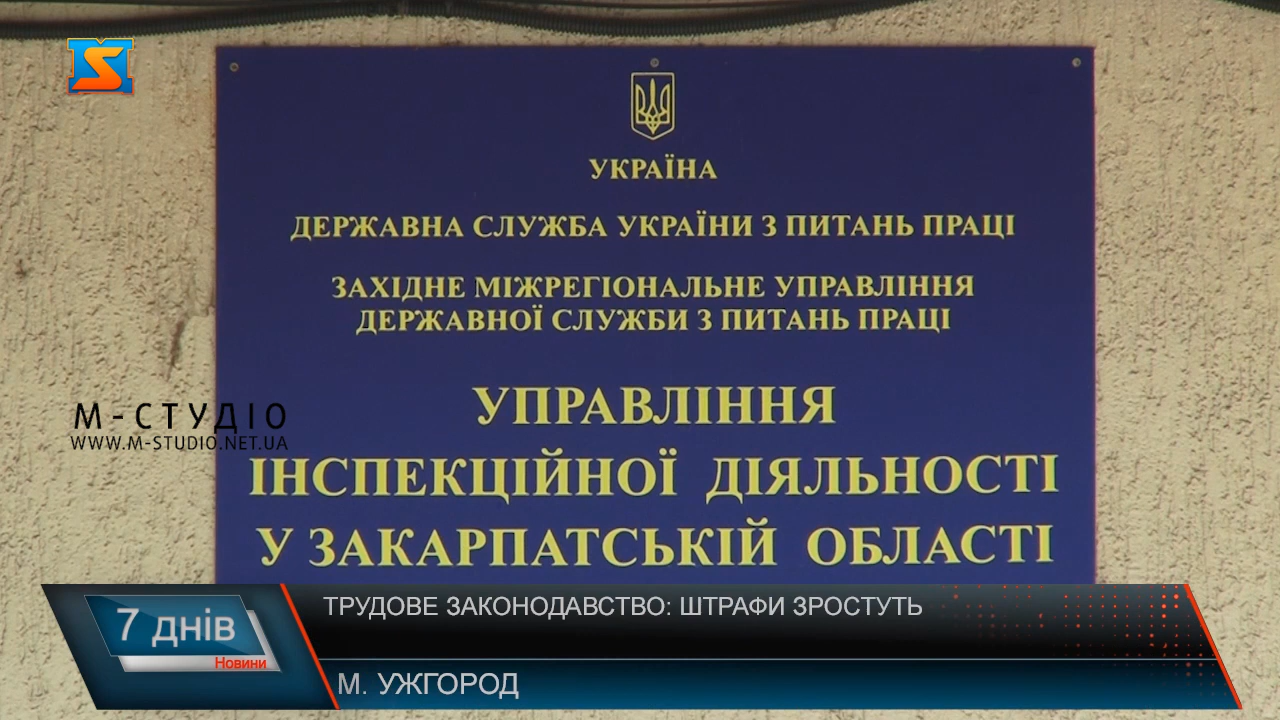 УКРАЇНА
ДЕРЖАВНА СЛУЖБА УКРАЇНИ З ПИТАНЬ ПРАЦІ
ЗАХІДНЕ МІЖРЕГІОНАЛЬНЕ УПРАВЛІННЯ
ДЕРЖАВНОЇ СЛУЖБИ З ПИТАНЬ ПРАЦІ
УПРАВЛІННЯ
ІНСПЕКЦІЙНОЇ ДІЯЛЬНОСТІ
У ЗАКАРПАТСЬКІЙ ОБЛАСТІ
М-СТУДІО
WWW.M-STUDIO.NET.UA
7 днів
Новини
ТРУДОВЕ ЗАКОНОДАВСТВО: ШТРАФИ ЗРОСТУТЬ
М. УЖГОРОД